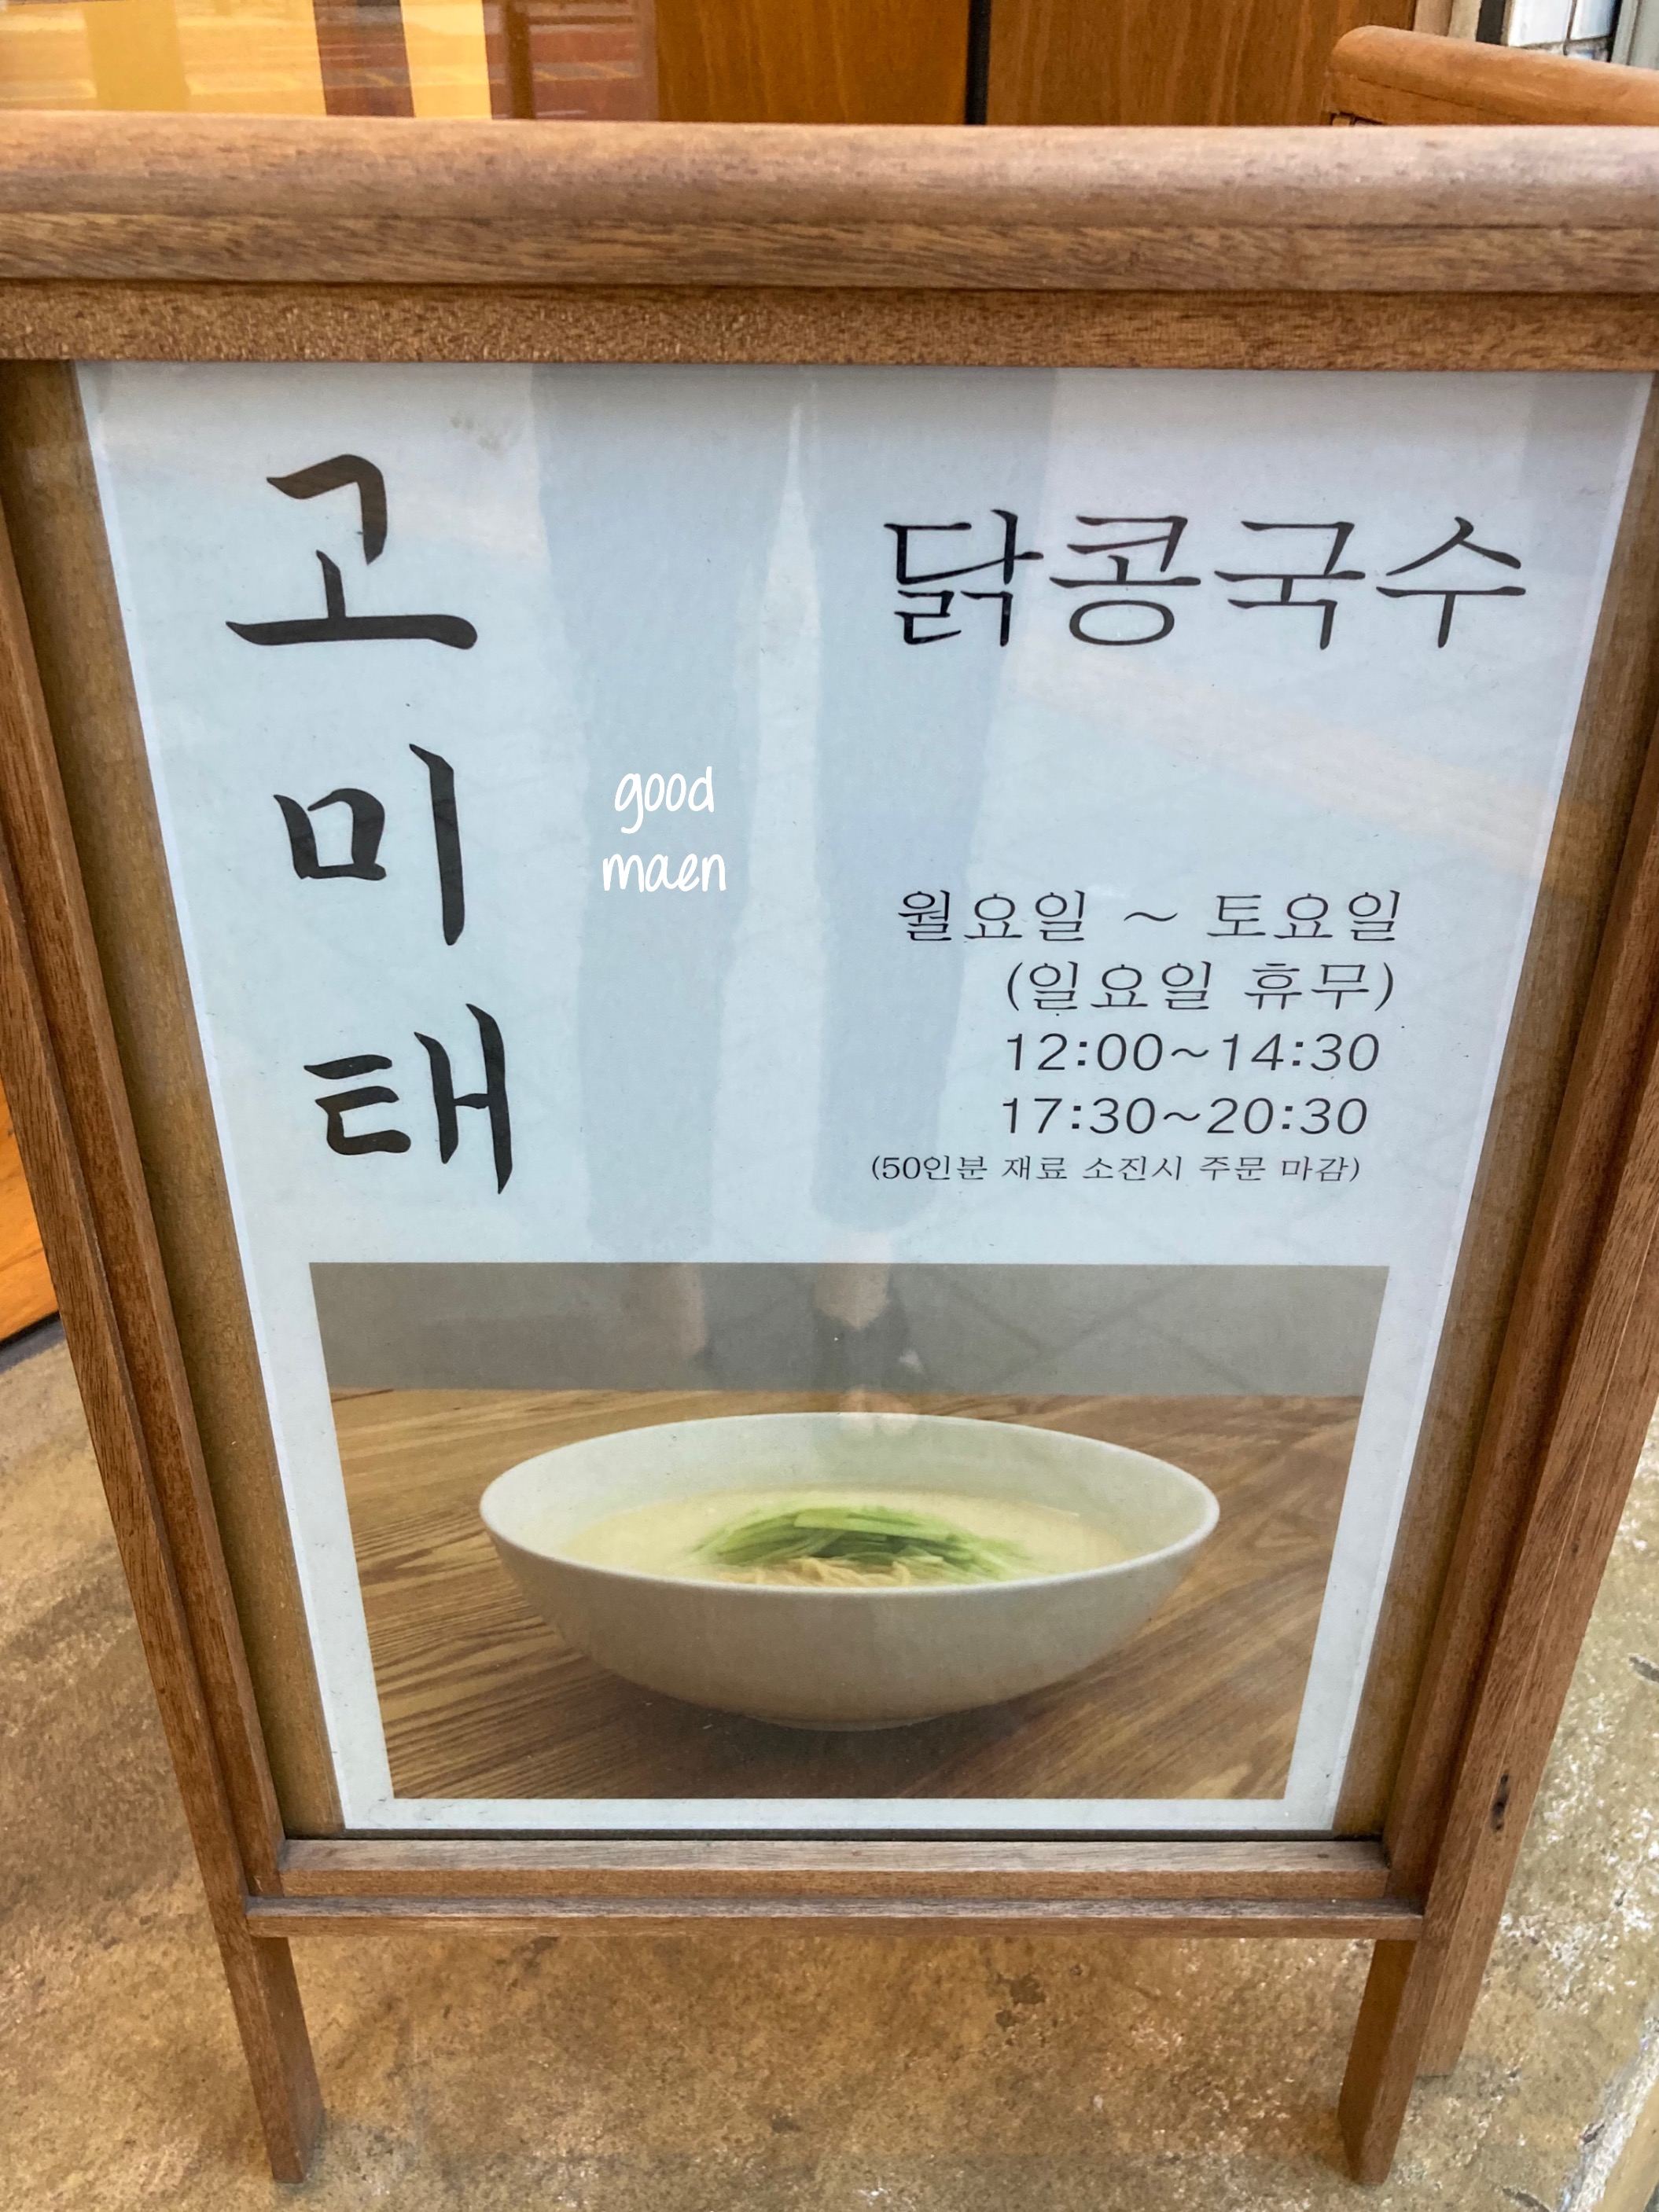 고미태
닭콩국수
good
maen
월요일 ~ 토요일
(일요일 휴무)
12:00~14:30
17:30~20:30
(50인분 재료 소진시 주문 마감)